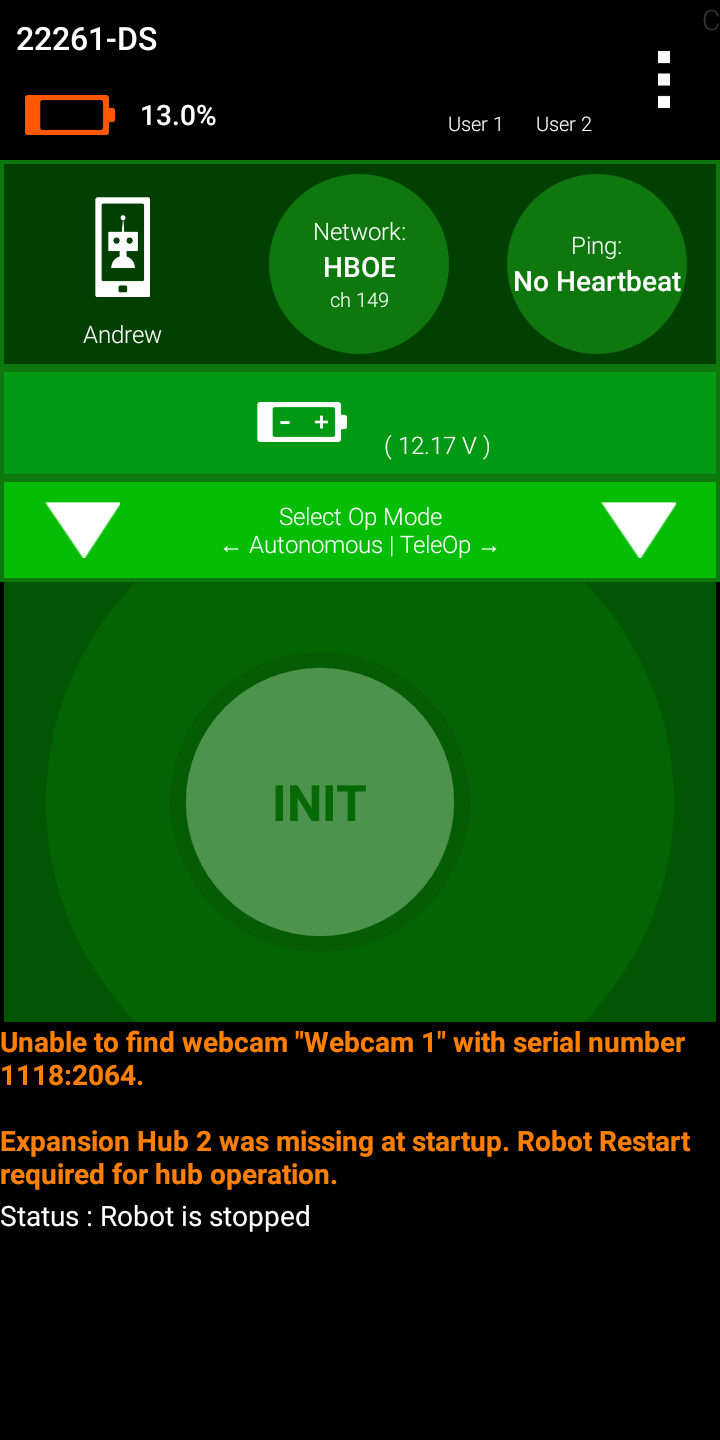 22261-DS
13.0%
User 1
User 2
Network:
HBOE
ch 149
Ping:
No Heartbeat
Andrew
- +
( 12.17 V )
Select Op Mode
← Autonomous | TeleOp →
INIT
Unable to find webcam "Webcam 1" with serial number
1118:2064.
Expansion Hub 2 was missing at startup. Robot Restart
required for hub operation.
Status : Robot is stopped